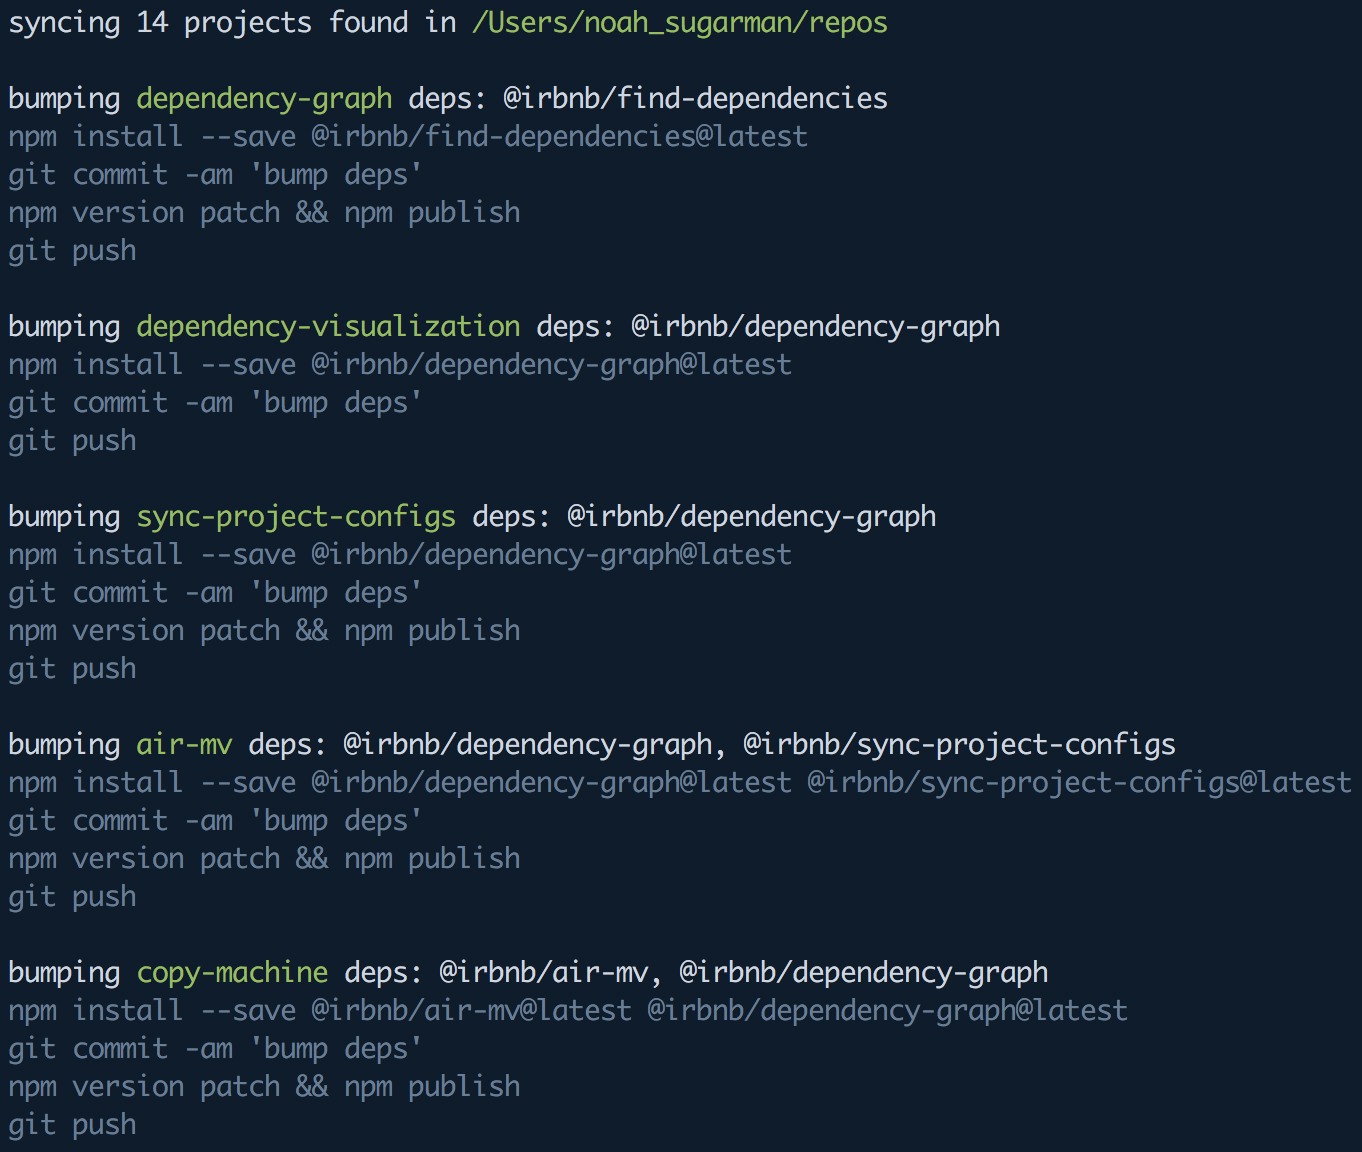 syncing 14 projects found in /Users/noah_sugarman/repos
bumping dependency-graph deps: @irbnb/find-dependencies
npm install --save @irbnb/find-dependencies@latest
git commit -am 'bump deps'
npm version patch && npm publish
git push
bumping dependency-visualization deps: @irbnb/dependency-graph
npm install --save @irbnb/dependency-graph@latest
git commit -am 'bump deps'
git push
bumping sync-project-configs deps: @irbnb/dependency-graph
npm install --save @irbnb/dependency-graph@latest
git commit -am 'bump deps'
npm version patch && npm publish
git push
bumping air-mv deps: @irbnb/dependency-graph, @irbnb/sync-project-configs
npm install --save @irbnb/dependency-graph@latest @irbnb/sync-project-configs@latest
git commit -am 'bump deps'
npm version patch && npm publish
git push
bumping copy-machine deps: @irbnb/air-mv, @irbnb/dependency-graph
npm install --save @irbnb/air-mv@latest @irbnb/dependency-graph@latest
git commit -am 'bump deps'
npm version patch && npm publish
git push